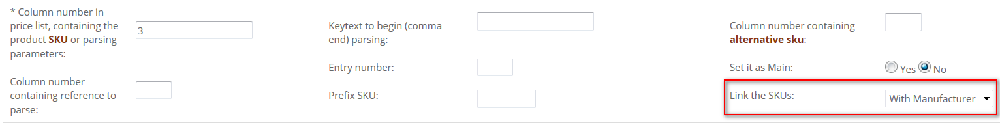 * Column number in
price list, containing the
product SKU or parsing
parameters:
3
Column number
containing reference to
parse:
Keytext to begin (comma
end) parsing:
Entry number:
Prefix SKU:
Column number containing
alternative sku:
Set it as Main:
Yes No
Link the SKUs:
With Manufacturer